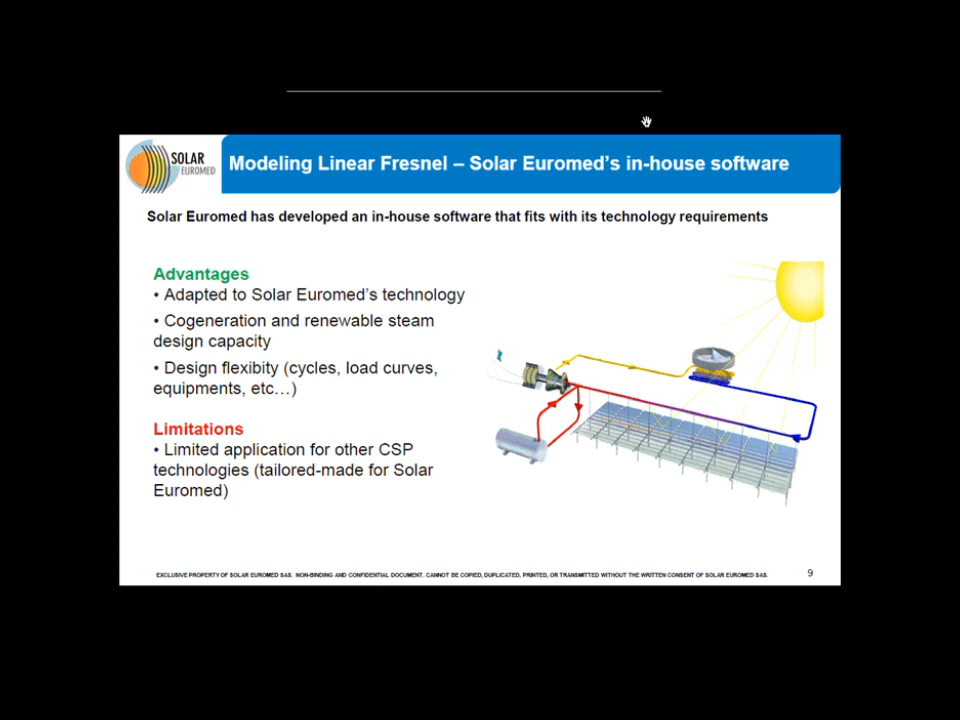 SOLAR
EUROMED
Modeling Linear Fresnel – Solar Euromed's in-house software
Solar Euromed has developed an in-house software that fits with its technology requirements
Advantages
• Adapted to Solar Euromed's technology
• Cogeneration and renewable steam
design capacity
• Design flexibity (cycles, load curves,
equipments, etc…)
Limitations
• Limited application for other CSP
technologies (tailored-made for Solar
Euromed)
EXCLUSIVE PROPERTY OF SOLAR EUROMED SAS. NON-BINDING AND CONFIDENTIAL DOCUMENT. CANNOT BE COPIED, DUPLICATED, PRINTED, OR TRANSMITTED WITHOUT THE WRITTEN CONSENT OF SOLAR EUROMED SAS.
9